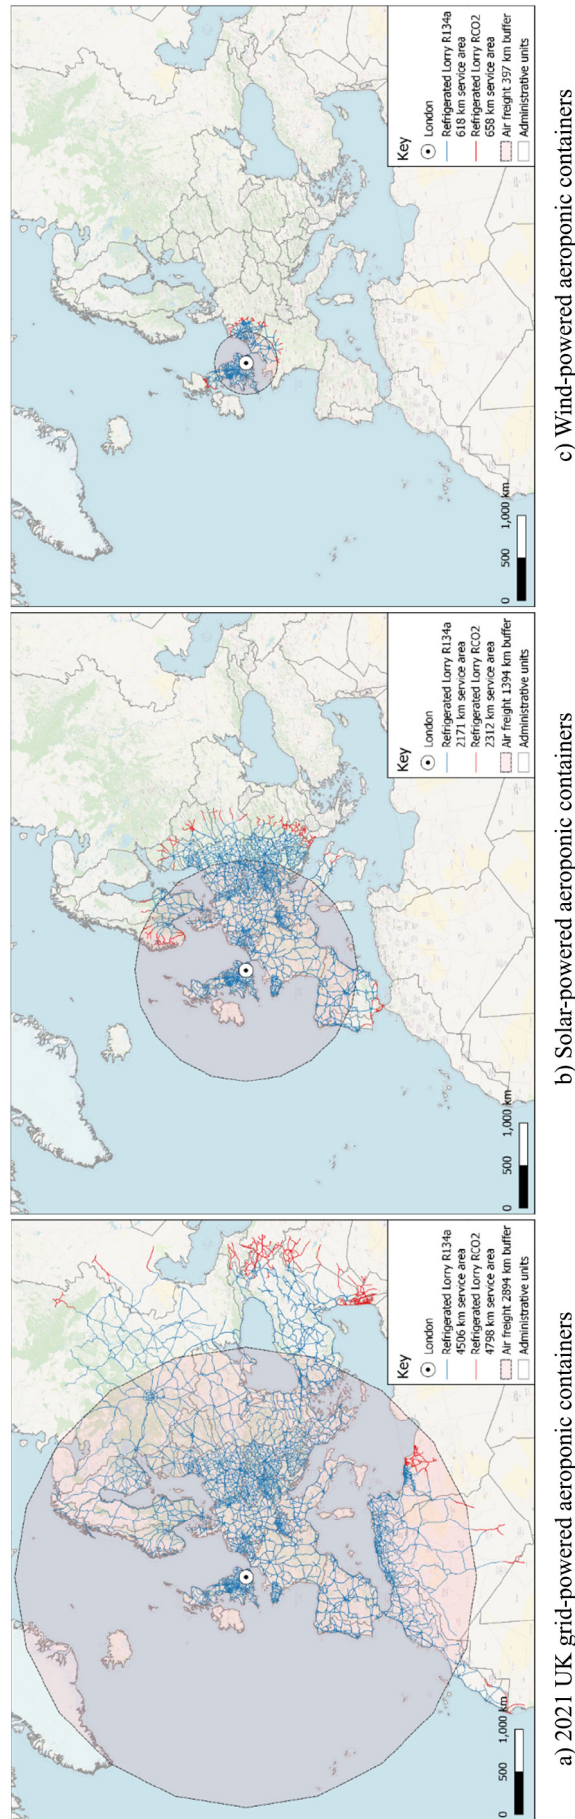 Key
London
Refrigerated Lorry R134a
4506 km service area
Refrigerated Lorry RCO2
4798 km service area
Air freight 2894 km buffer
Administrative units
0 500 1,000 km
a) 2021 UK grid-powered aeroponic containers
Key
London
Refrigerated Lorry R134a
2171 km service area
Refrigerated Lorry RCO2
2312 km service area
Air freight 1394 km buffer
Administrative units
0 500 1,000 km
b) Solar-powered aeroponic containers
Key
London
Refrigerated Lorry R134a
618 km service area
Refrigerated Lorry RCO2
658 km service area
Air freight 397 km buffer
Administrative units
0 500 1,000 km
c) Wind-powered aeroponic containers